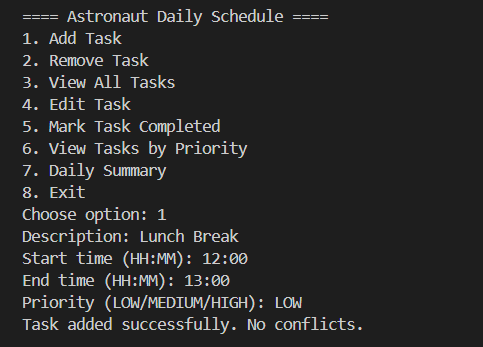 ==== Astronaut Daily Schedule ====
1. Add Task
2. Remove Task
3. View All Tasks
4. Edit Task
5. Mark Task Completed
6. View Tasks by Priority
7. Daily Summary
8. Exit
Choose option: 1
Description: Lunch Break
Start time (HH:MM): 12:00
End time (HH:MM): 13:00
Priority (LOW/MEDIUM/HIGH): LOW
Task added successfully. No conflicts.